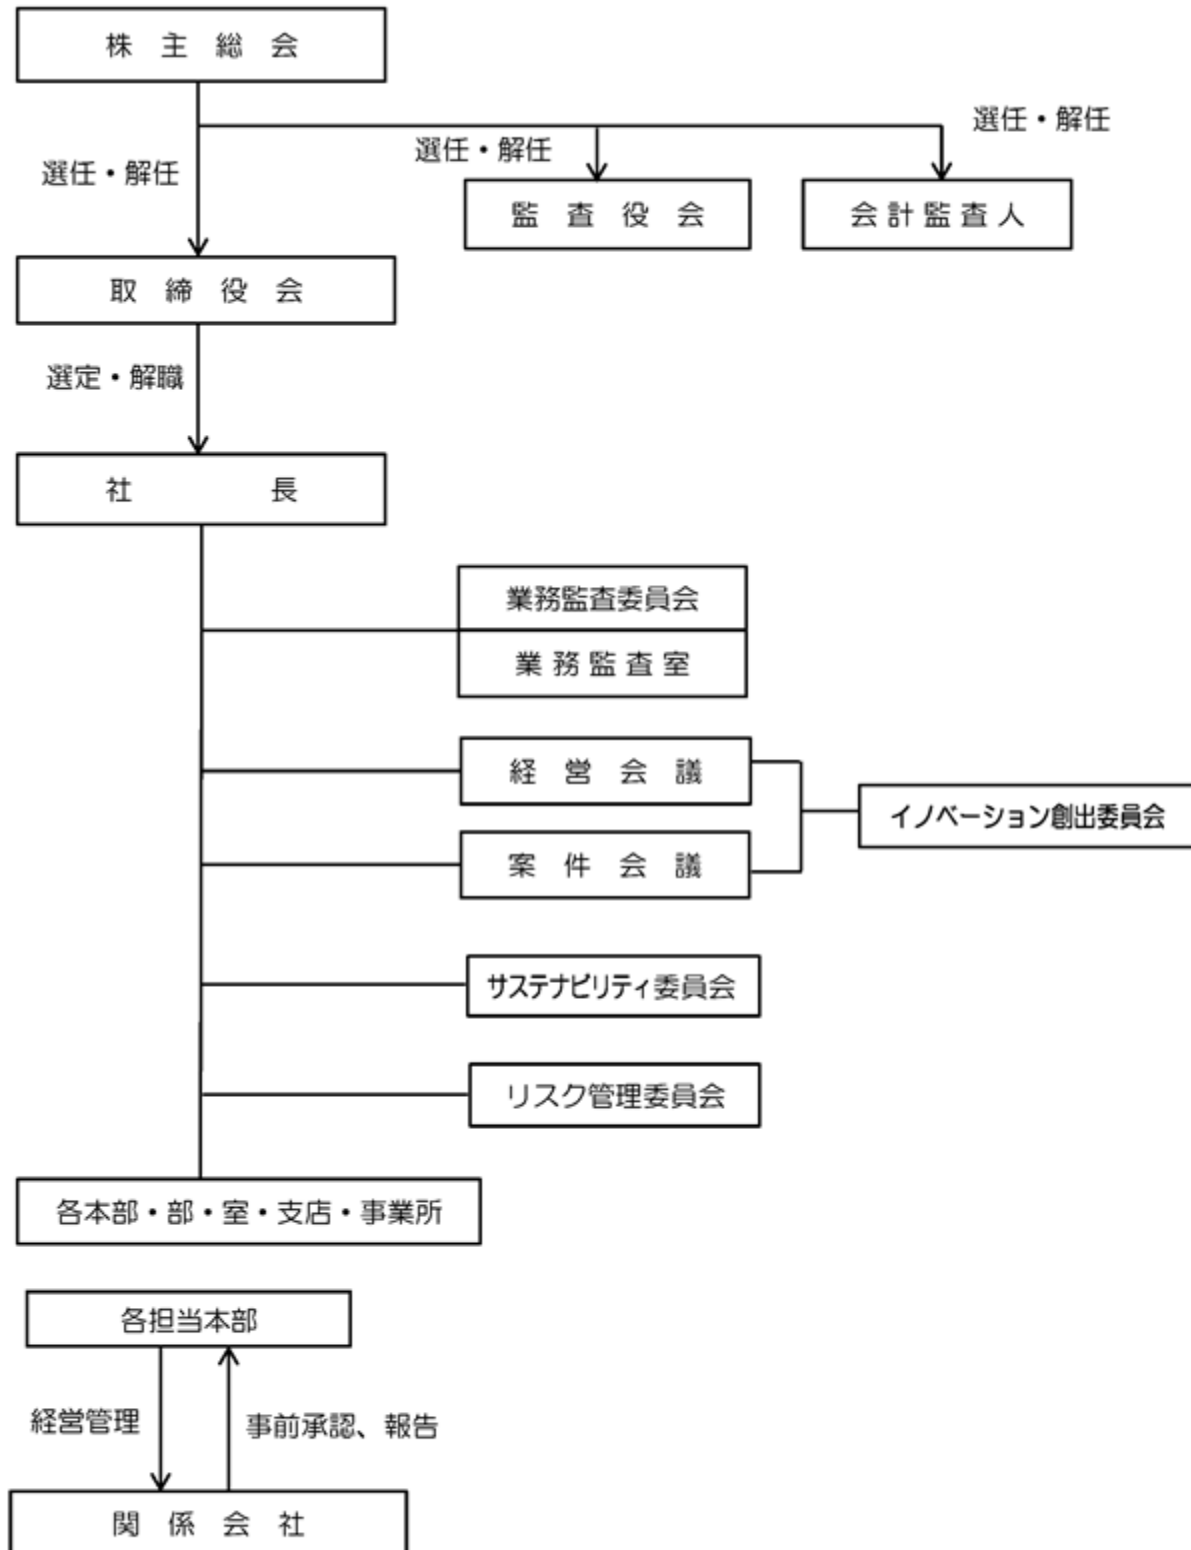 株主総会
選任・解任
選任・解任
選任・解任
監査役会
会計監査人
取締役会
選定・解職
社長
業務監査委員会
業務監査室
経営会議
イノベーション創出委員会
案件会議
サステナビリティ委員会
リスク管理委員会
各本部・部・室・支店・事業所
各担当本部
経営管理
事前承認、報告
関係会社